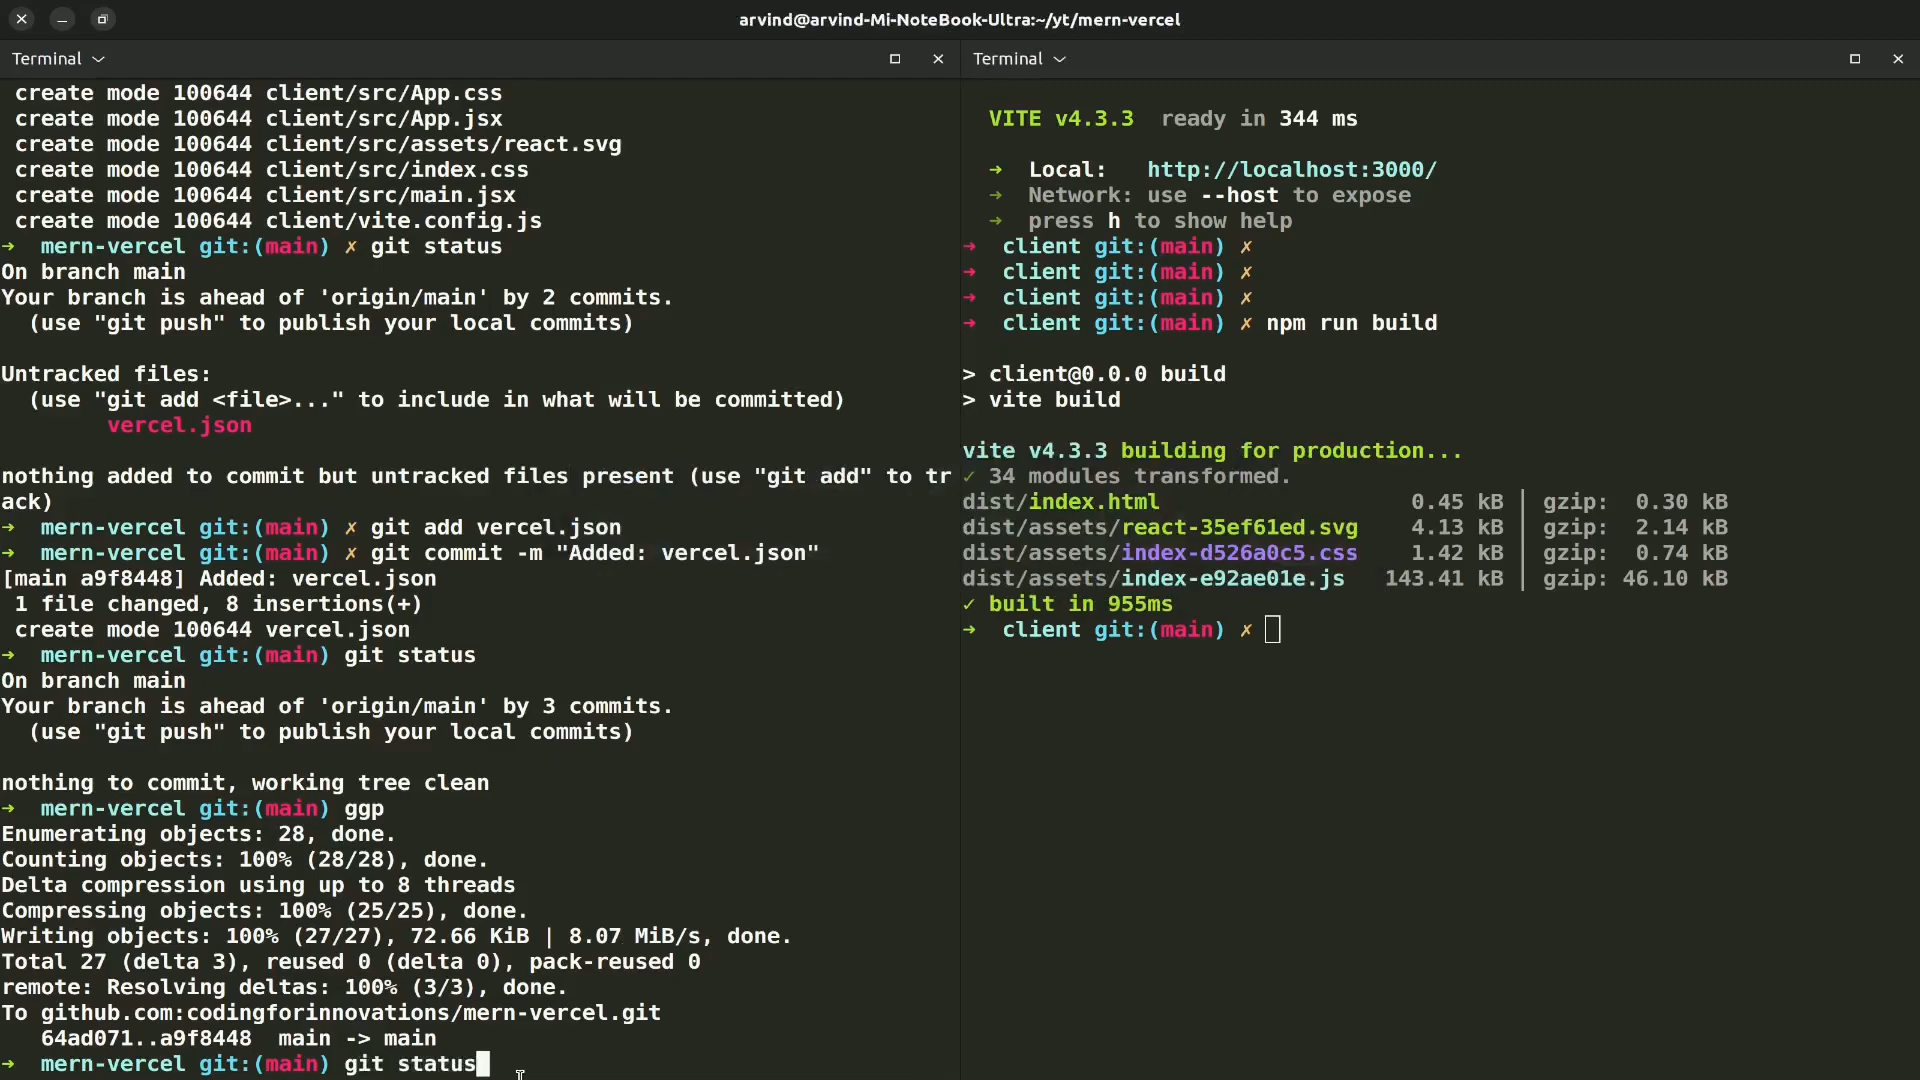 arvind@arvind-Mi-NoteBook-Ultra:~/yt/mern-vercel
Terminal
create mode 100644 client/src/App.css
create mode 100644 client/src/App.jsx
create mode 100644 client/src/assets/react.svg
create mode 100644 client/src/index.css
create mode 100644 client/src/main.jsx
create mode 100644 client/vite.config.js
➜  mern-vercel git:(main) ✗ git status
On branch main
Your branch is ahead of 'origin/main' by 2 commits.
  (use "git push" to publish your local commits)
Untracked files:
  (use "git add <file>..." to include in what will be committed)
        vercel.json
nothing added to commit but untracked files present (use "git add" to tr
ack)
➜  mern-vercel git:(main) ✗ git add vercel.json
➜  mern-vercel git:(main) ✗ git commit -m "Added: vercel.json"
[main a9f8448] Added: vercel.json
 1 file changed, 8 insertions(+)
 create mode 100644 vercel.json
➜  mern-vercel git:(main) git status
On branch main
Your branch is ahead of 'origin/main' by 3 commits.
  (use "git push" to publish your local commits)
nothing to commit, working tree clean
➜  mern-vercel git:(main) ggp
Enumerating objects: 28, done.
Counting objects: 100% (28/28), done.
Delta compression using up to 8 threads
Compressing objects: 100% (25/25), done.
Writing objects: 100% (27/27), 72.66 KiB | 8.07 MiB/s, done.
Total 27 (delta 3), reused 0 (delta 0), pack-reused 0
remote: Resolving deltas: 100% (3/3), done.
To github.com:codingforinnovations/mern-vercel.git
   64ad071..a9f8448  main -> main
➜  mern-vercel git:(main) git status
Terminal
VITE v4.3.3  ready in 344 ms
➜  Local:   http://localhost:3000/
➜  Network: use --host to expose
➜  press h to show help
➜  client git:(main) ✗
➜  client git:(main) ✗
➜  client git:(main) ✗
➜  client git:(main) ✗ npm run build
> client@0.0.0 build
> vite build
vite v4.3.3 building for production...
✓ 34 modules transformed.
dist/index.html                   0.45 kB │ gzip:  0.30 kB
dist/assets/react-35ef61ed.svg    4.13 kB │ gzip:  2.14 kB
dist/assets/index-d526a0c5.css    1.42 kB │ gzip:  0.74 kB
dist/assets/index-e92ae01e.js   143.41 kB │ gzip: 46.10 kB
✓ built in 955ms
➜  client git:(main) ✗